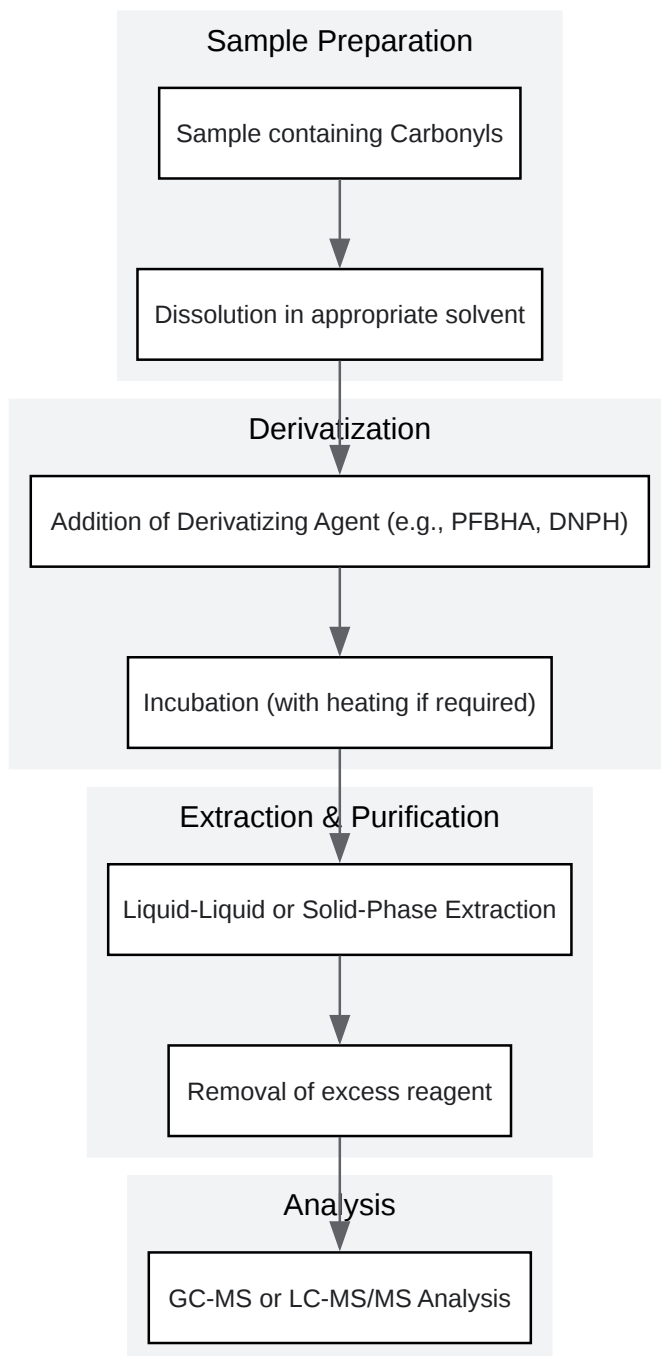 Sample Preparation
Sample containing Carbonyls
Dissolution in appropriate solvent
Derivatization
Addition of Derivatizing Agent (e.g., PFBHA, DNPH)
Incubation (with heating if required)
Extraction & Purification
Liquid-Liquid or Solid-Phase Extraction
Removal of excess reagent
Analysis
GC-MS or LC-MS/MS Analysis